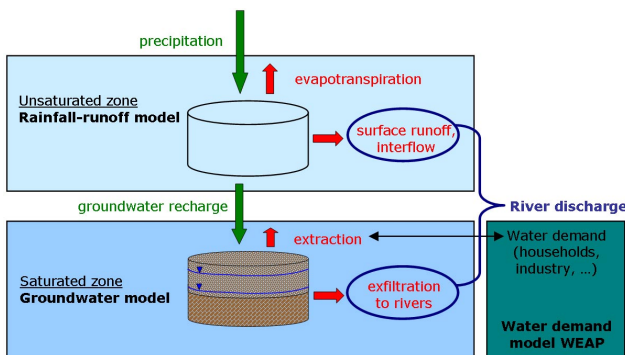 precipitation
evapotranspiration
Unsaturated zone
Rainfall-runoff model
surface runoff,
interflow
groundwater recharge
River discharge
extraction
Water demand
(households,
industry, ...)
Saturated zone
Groundwater model
exfiltration
to rivers
Water demand
model WEAP